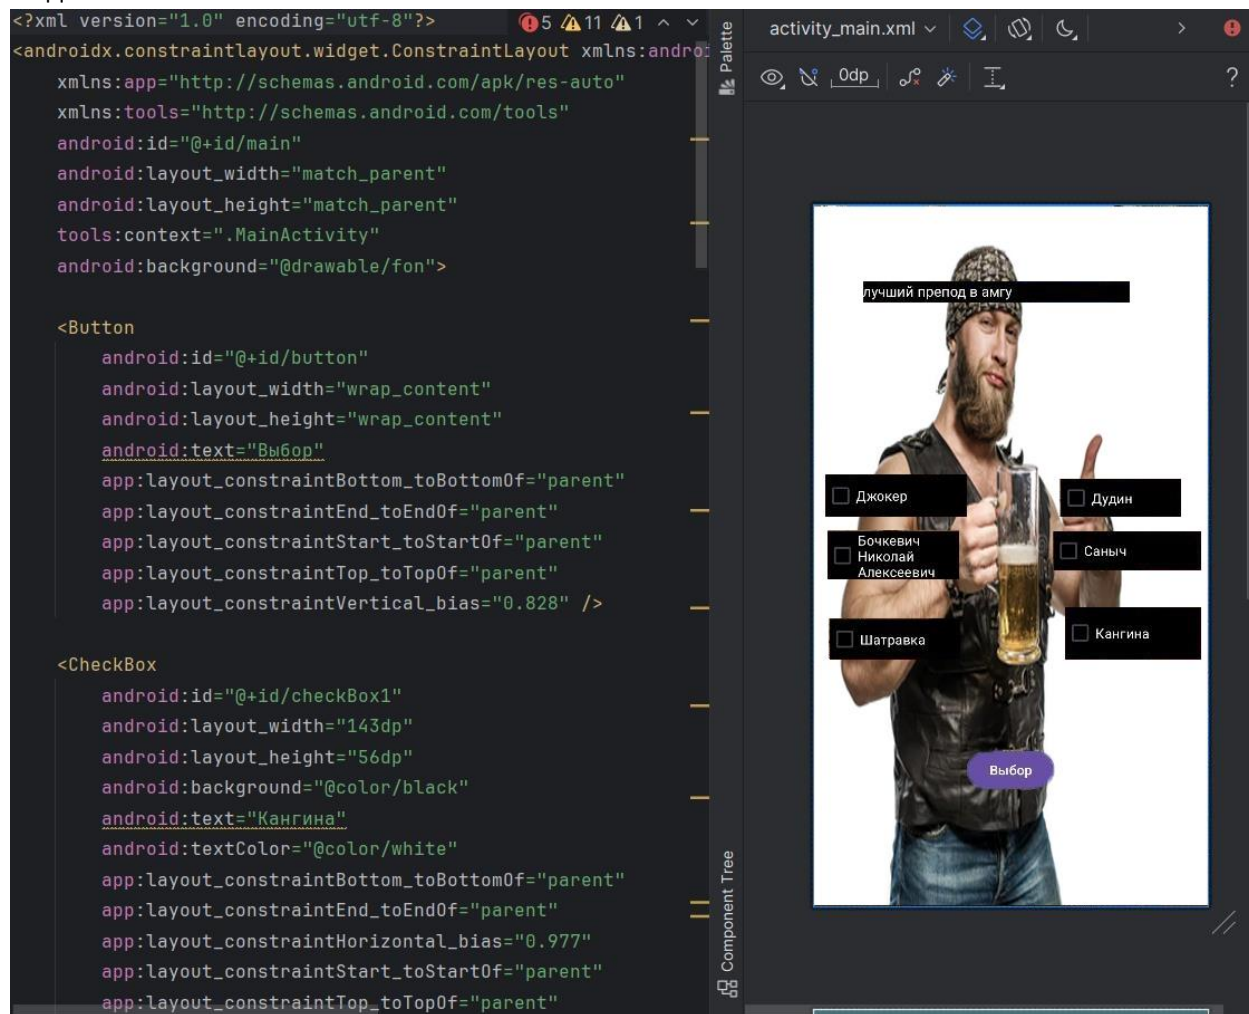 <?xml version="1.0" encoding="utf-8"?>
5 11 1
<androidx.constraintlayout.widget.ConstraintLayout xmlns:androi
xmlns:app="http://schemas.android.com/apk/res-auto"
xmlns:tools="http://schemas.android.com/tools"
android:id="@+id/main"
android:layout_width="match_parent"
android:layout_height="match_parent"
tools:context=".MainActivity"
android:background="@drawable/fon">
<Button
android:id="@+id/button"
android:layout_width="wrap_content"
android:layout_height="wrap_content"
android:text="Выбор"
app:layout_constraintBottom_toBottomOf="parent"
app:layout_constraintEnd_toEndOf="parent"
app:layout_constraintStart_toStartOf="parent"
app:layout_constraintTop_toTopOf="parent"
app:layout_constraintVertical_bias="0.828" />
<CheckBox
android:id="@+id/checkBox1"
android:layout_width="143dp"
android:layout_height="56dp"
android:background="@color/black"
android:text="Кангина"
android:textColor="@color/white"
app:layout_constraintBottom_toBottomOf="parent"
app:layout_constraintEnd_toEndOf="parent"
app:layout_constraintHorizontal_bias="0.977"
app:layout_constraintStart_toStartOf="parent"
app:layout_constraintTop_toTopOf="parent"
Palette
Component Tree
activity_main.xml
0dp
?
лучший препод в амгу
Джокер
Дудин
Бочкевич
Николай
Алексеевич
Саныч
Шатравка
Кангина
Выбор